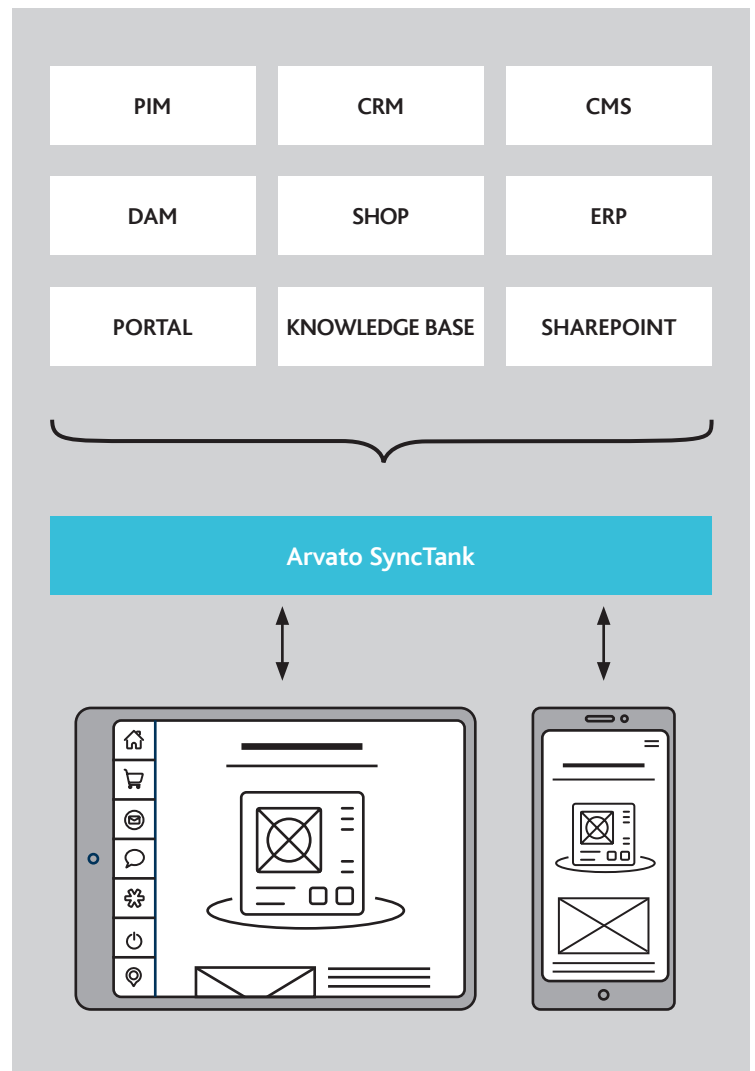 PIM
CRM
CMS
DAM
SHOP
ERP
PORTAL
KNOWLEDGE BASE
SHAREPOINT
Arvato SyncTank